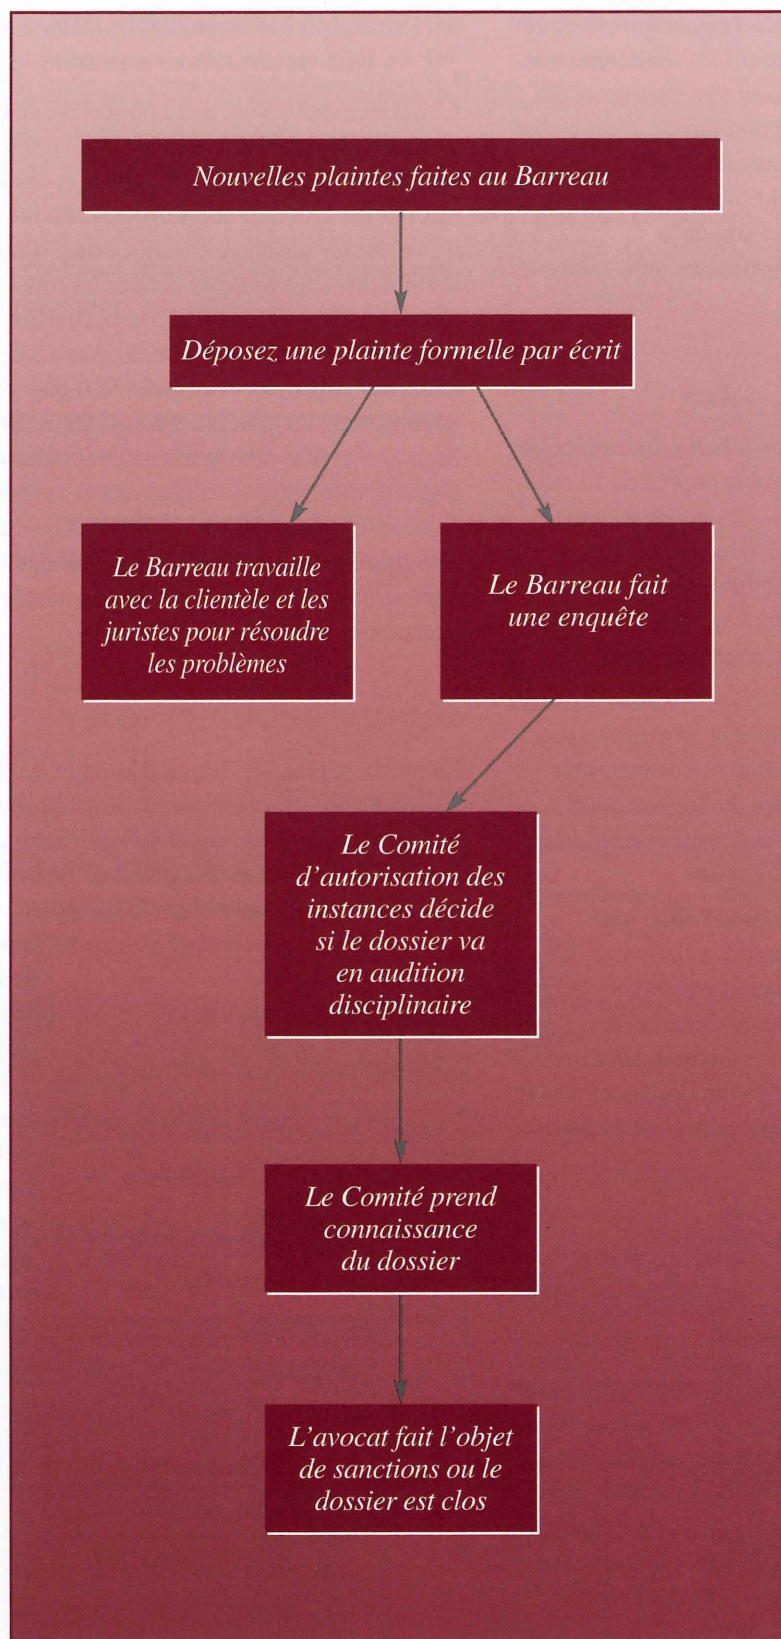 Nouvelles plaintes faites au Barreau
Déposez une plainte formelle par écrit
Le Barreau travaille
avec la clientèle et les
juristes pour résoudre
les problèmes
Le Barreau fait
une enquête
Le Comité
d'autorisation des
instances décide
si le dossier va
en audition
disciplinaire
Le Comité prend
connaissance
du dossier
L'avocat fait l'objet
de sanctions ou le
dossier est clos